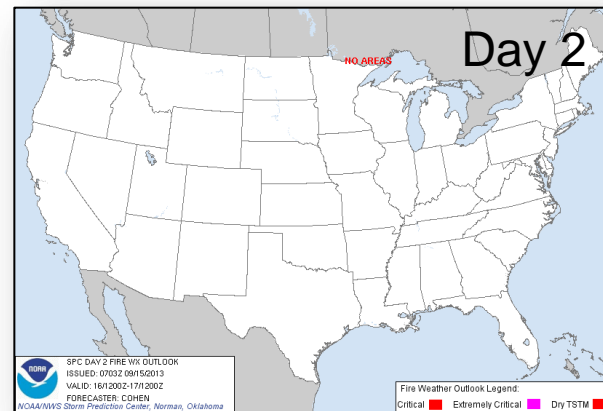 Day 2
NO AREAS
NOAA
SPC DAY 2 FIRE WX OUTLOOK
ISSUED: 0703Z 09/15/2013
VALID: 16/1200Z-17/1200Z
FORECASTER: COHEN
NOAA/NWS Storm Prediction Center, Norman, Oklahoma
Fire Weather Outlook Legend:
Critical Extremely Critical Dry TSTM